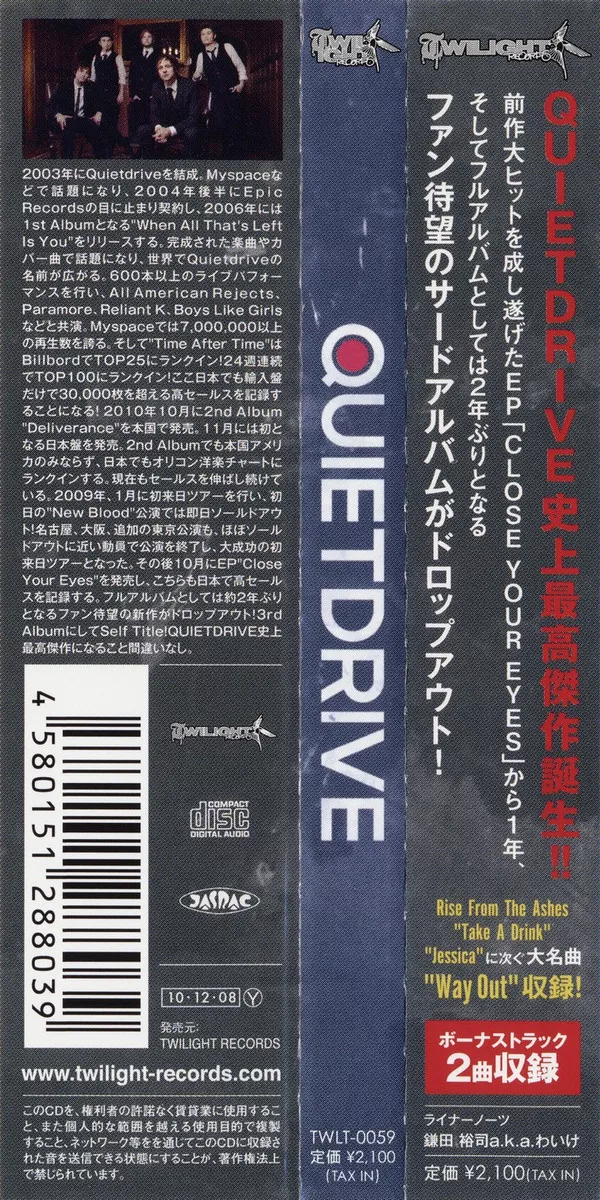 2003年にQuietdriveを結成。Myspaceな
どで話題になり、2004年後半にEpic
Recordsの目に止まり契約し、2006年には
1st Albumとなる"When All That's Left
Is You"をリリースする。完成された楽曲やカ
バー曲で話題になり、世界でQuietdriveの
名前が広がる。600本以上のライブパフォー
マンスを行い、All American Rejects、
Paramore、Reliant K、Boys Like Girls
などと共演。Myspaceでは7,000,000以上
の再生数を誇る。そして"Time After Time"は
BillbordでTOP25にランクイン!24週連続
でTOP100にランクイン!ここ日本でも輸入盤
だけで30,000枚を超える高セールスを記録す
ることになる! 2010年10月に2nd Album
"Deliverance"を本国で発売。11月には初と
なる日本盤を発売。2nd Albumでも本国アメリ
カのみならず、日本でもオリコン洋楽チャートに
ランクインする。現在もセールスを伸ばし続けて
いる。2009年、1月に初来日ツアーを行い、初
日の"New Blood"公演では即日ソールドアウ
ト!名古屋、大阪、追加の東京公演も、ほぼソール
ドアウトに近い動員で公演を終了し、大成功の初
来日ツアーとなった。その後10月にEP"Close
Your Eyes"を発売し、こちらも日本で高セール
スを記録する。フルアルバムとしては約2年ぶり
となるファン待望の新作がドロップアウト!3rd
AlbumにしてSelf Title!QUIETDRIVE史上
最高傑作になること間違いなし。
4 580151 288039
TWILIGHT
RECORDS
COMPACT
disc
DIGITAL AUDIO
JASRAC
10・12・08 Y
発売元:
TWILIGHT RECORDS
www.twilight-records.com
このCDを、権利者の許諾なく賃貸業に使用するこ
と、また個人的な範囲を越える使用目的で複製
すること、ネットワーク等をを通じてこのCDに収録さ
れた音を送信できる状態にすることが、著作権法上
で禁じられています。
TWILIGHT
RECORDS
QUIETDRIVE
TWLT-0059
定価 ¥2,100
(TAX IN)
TWILIGHT
RECORDS
QUIETDRIVE 史上最高傑作誕生!!
前作大ヒットを成し遂げたEP「CLOSE YOUR EYES」から1年、
そしてフルアルバムとしては2年ぶりとなる
ファン待望のサードアルバムがドロップアウト!
Rise From The Ashes
"Take A Drink"
"Jessica"に次ぐ大名曲
"Way Out"収録!
ボーナストラック
2曲収録
ライナーノーツ
鎌田 裕司a.k.a.わいけ
定価 ¥2,100(TAX IN)